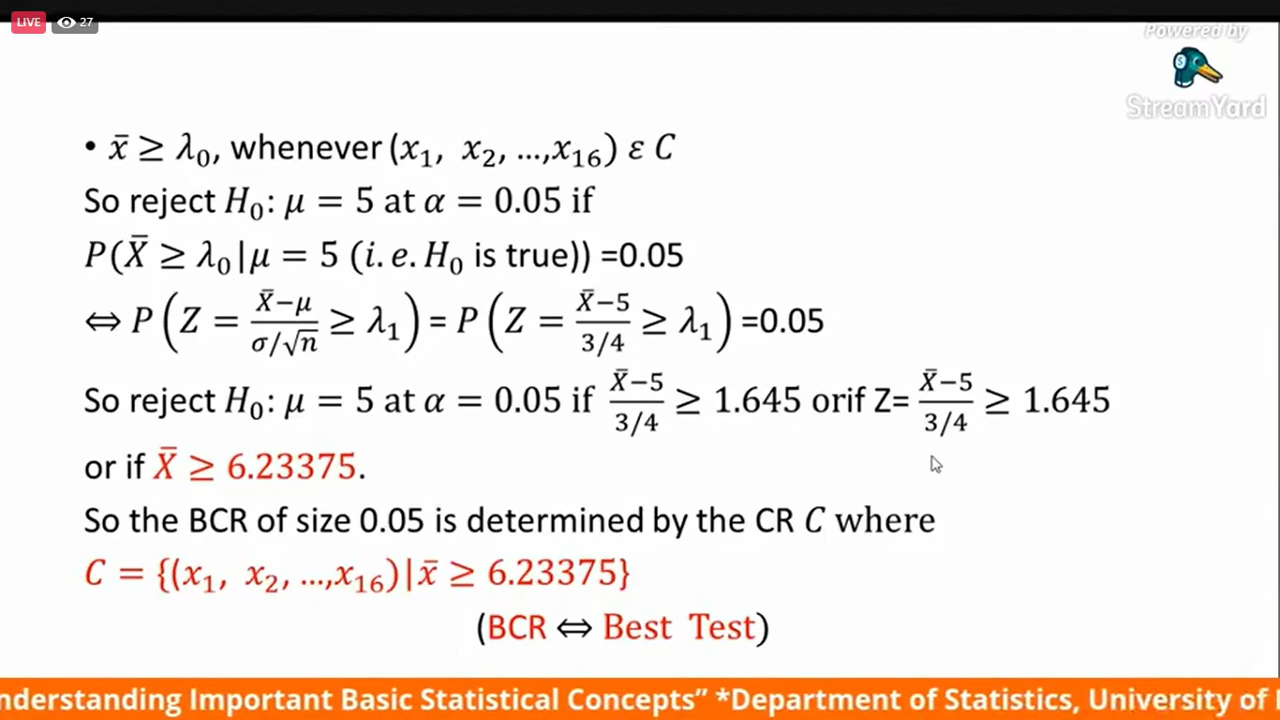 LIVE 27
Powered by
StreamYard
• x̄ ≥ λ₀, whenever (x₁, x₂, ...,x₁₆) ε C
So reject H₀: μ = 5 at α = 0.05 if
P(X̄ ≥ λ₀|μ = 5 (i.e. H₀ is true)) =0.05
⇔ P(Z = (X̄−μ)/(σ/√n) ≥ λ₁) = P(Z = (X̄−5)/(3/4) ≥ λ₁) =0.05
So reject H₀: μ = 5 at α = 0.05 if (X̄−5)/(3/4) ≥ 1.645 orif Z= (X̄−5)/(3/4) ≥ 1.645
or if X̄ ≥ 6.23375.
So the BCR of size 0.05 is determined by the CR C where
C = {(x₁, x₂, ...,x₁₆)|x̄ ≥ 6.23375}
(BCR ⇔ Best Test)
nderstanding Important Basic Statistical Concepts” *Department of Statistics, University of